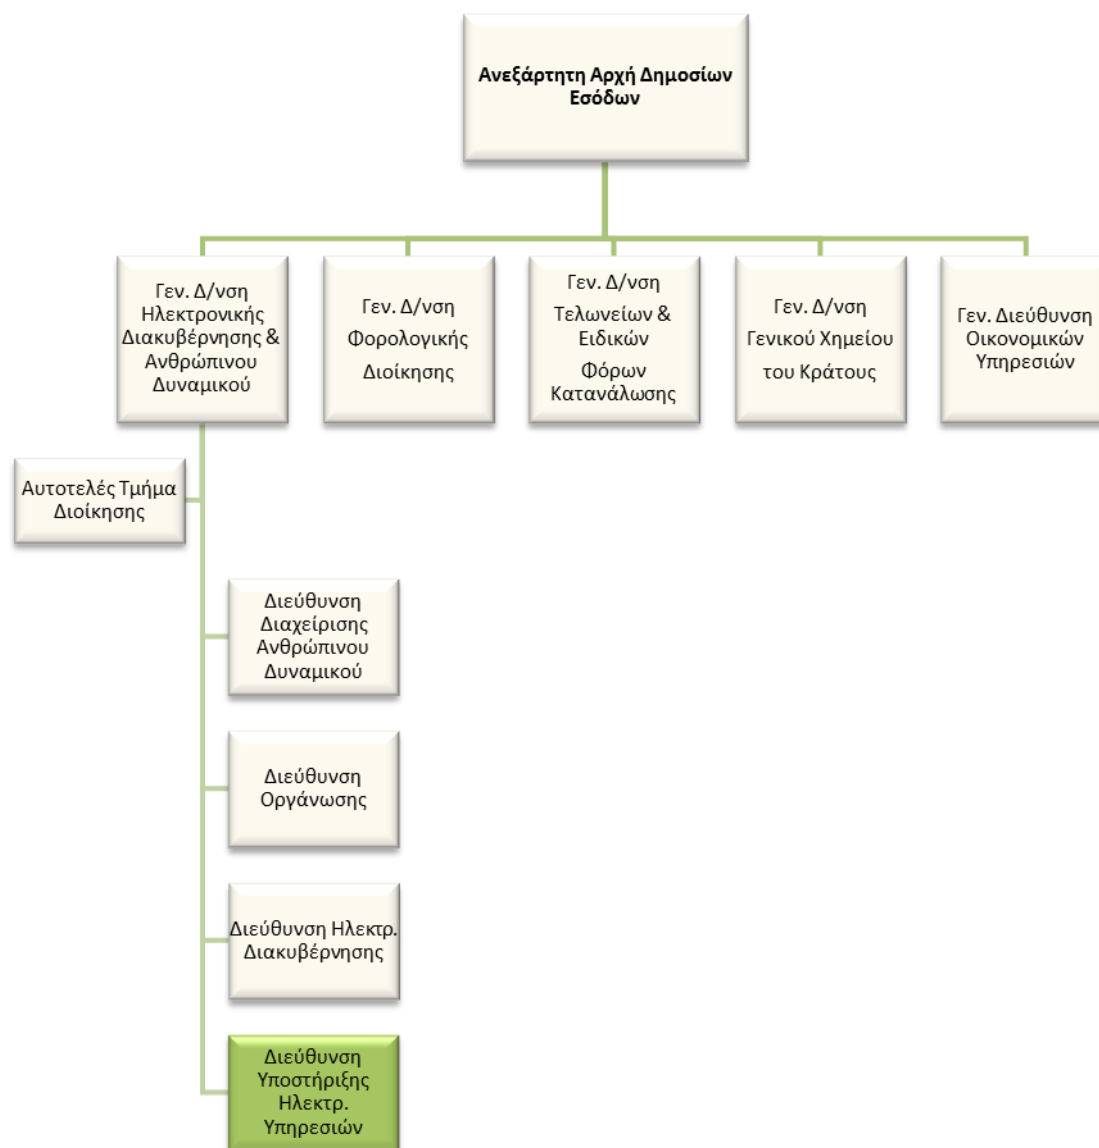 Ανεξάρτητη Αρχή Δημοσίων
Εσόδων
Γεν. Δ/νση
Ηλεκτρονικής
Διακυβέρνησης &
Ανθρώπινου
Δυναμικού
Γεν. Δ/νση
Φορολογικής
Διοίκησης
Γεν. Δ/νση
Τελωνείων &
Ειδικών
Φόρων
Κατανάλωσης
Γεν. Δ/νση
Γενικού Χημείου
του Κράτους
Γεν. Διεύθυνση
Οικονομικών
Υπηρεσιών
Αυτοτελές Τμήμα
Διοίκησης
Διεύθυνση
Διαχείρισης
Ανθρώπινου
Δυναμικού
Διεύθυνση
Οργάνωσης
Διεύθυνση Ηλεκτρ.
Διακυβέρνησης
Διεύθυνση
Υποστήριξης
Ηλεκτρ.
Υπηρεσιών